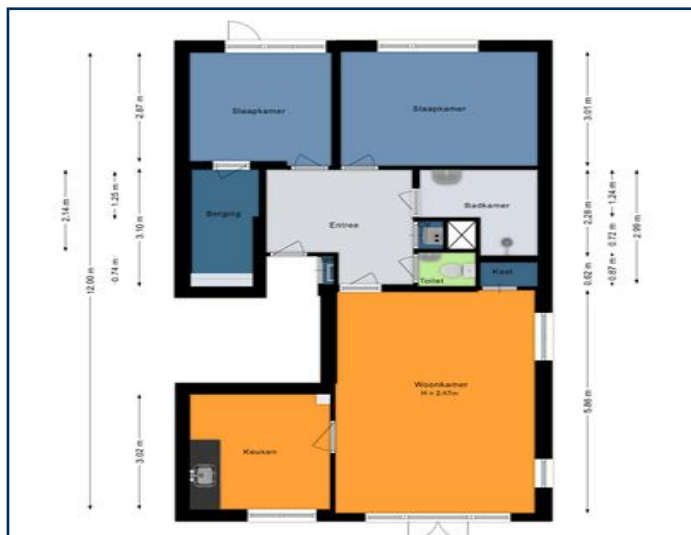 Slaapkamer
Slaapkamer
Berging
Entree
Badkamer
Toilet
Kast
Woonkamer
H = 2,47m
Keuken
12.00 m
2.14 m
1.25 m
0.74 m
2.87 m
3.10 m
3.02 m
3.01 m
2.28 m
0.62 m
5.86 m
1.24 m
0.72 m
0.87 m
2.99 m